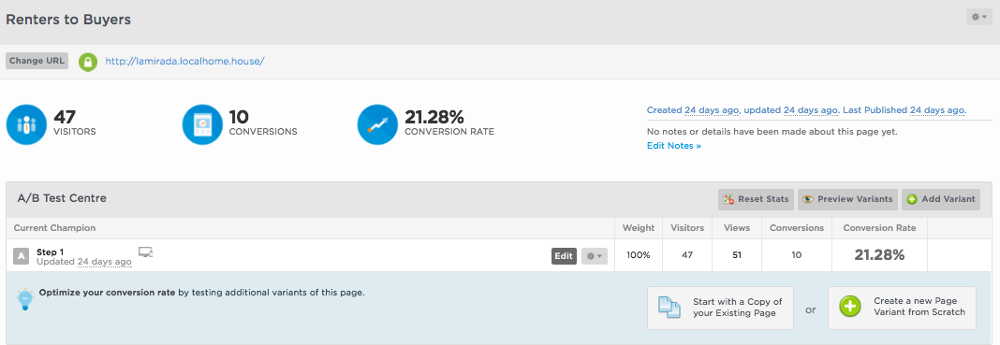 Renters to Buyers
Change URL http://lamirada.localhome.house/
47
VISITORS
10
CONVERSIONS
21.28%
CONVERSION RATE
Created 24 days ago, updated 24 days ago. Last Published 24 days ago.
No notes or details have been made about this page yet.
Edit Notes »
A/B Test Centre
Reset Stats Preview Variants Add Variant
Current Champion Weight Visitors Views Conversions Conversion Rate
A Step 1
Updated 24 days ago
Edit 100% 47 51 10 21.28%
Optimize your conversion rate by testing additional variants of this page.
Start with a Copy of
your Existing Page
or
Create a new Page
Variant from Scratch